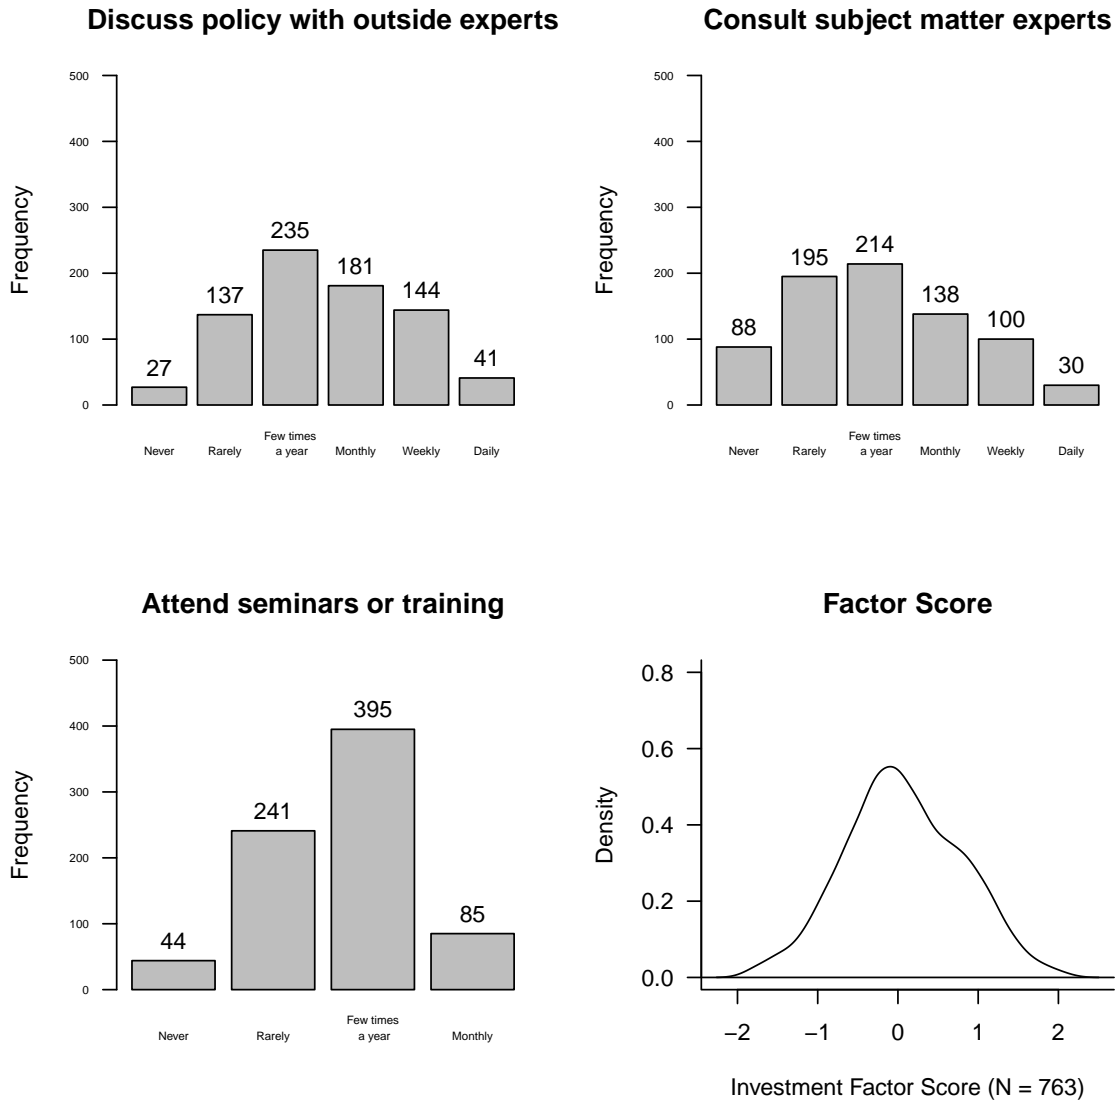 Discuss policy with outside experts
Frequency
500
400
300
200
100
0
27
137
235
181
144
41
Never
Rarely
Few times
a year
Monthly
Weekly
Daily
Consult subject matter experts
Frequency
500
400
300
200
100
0
88
195
214
138
100
30
Never
Rarely
Few times
a year
Monthly
Weekly
Daily
Attend seminars or training
Frequency
500
400
300
200
100
0
44
241
395
85
Never
Rarely
Few times
a year
Monthly
Factor Score
Density
0.8
0.6
0.4
0.2
0.0
−2
−1
0
1
2
Investment Factor Score (N = 763)